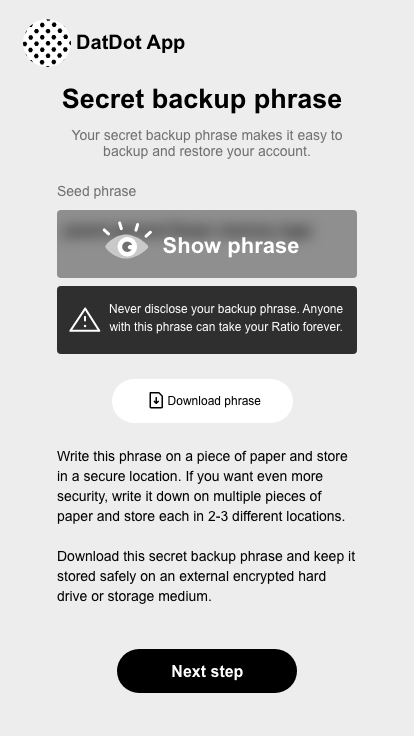 DatDot App
Secret backup phrase
Your secret backup phrase makes it easy to
backup and restore your account.
Seed phrase
Show phrase
Never disclose your backup phrase. Anyone
with this phrase can take your Ratio forever.
Download phrase
Write this phrase on a piece of paper and store
in a secure location. If you want even more
security, write it down on multiple pieces of
paper and store each in 2-3 different locations.
Download this secret backup phrase and keep it
stored safely on an external encrypted hard
drive or storage medium.
Next step